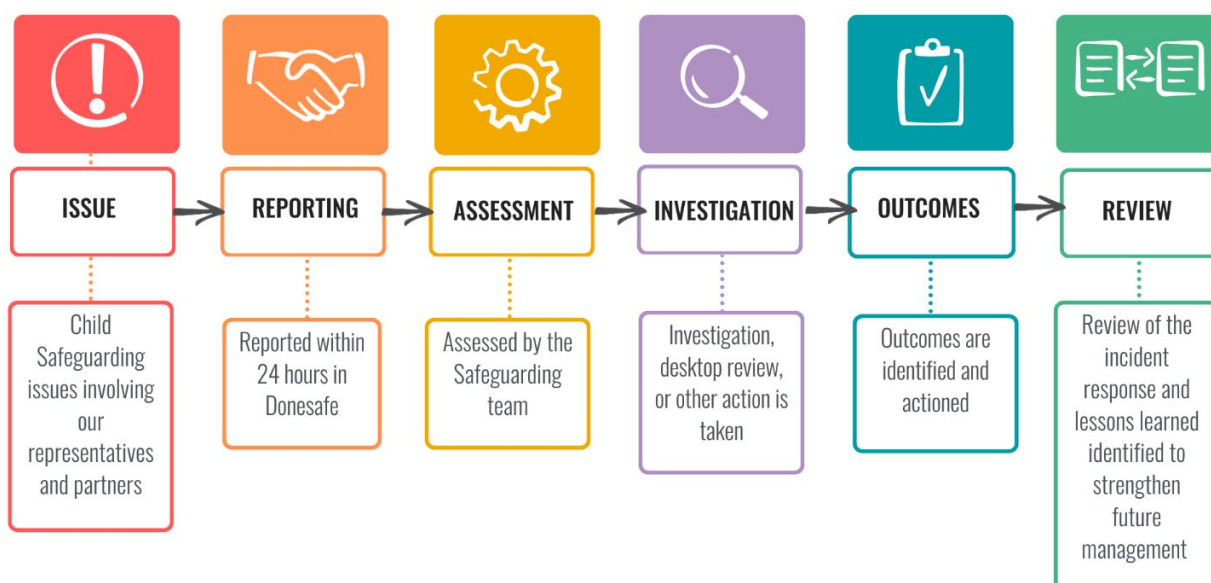 ISSUE
REPORTING
ASSESSMENT
INVESTIGATION
OUTCOMES
REVIEW
Child
Safeguarding
issues involving
our
representatives
and partners
Reported within
24 hours in
Donesafe
Assessed by the
Safeguarding
team
Investigation,
desktop review,
or other action is
taken
Outcomes are
identified and
actioned
Review of the
incident
response and
lessons learned
identified to
strengthen
future
management